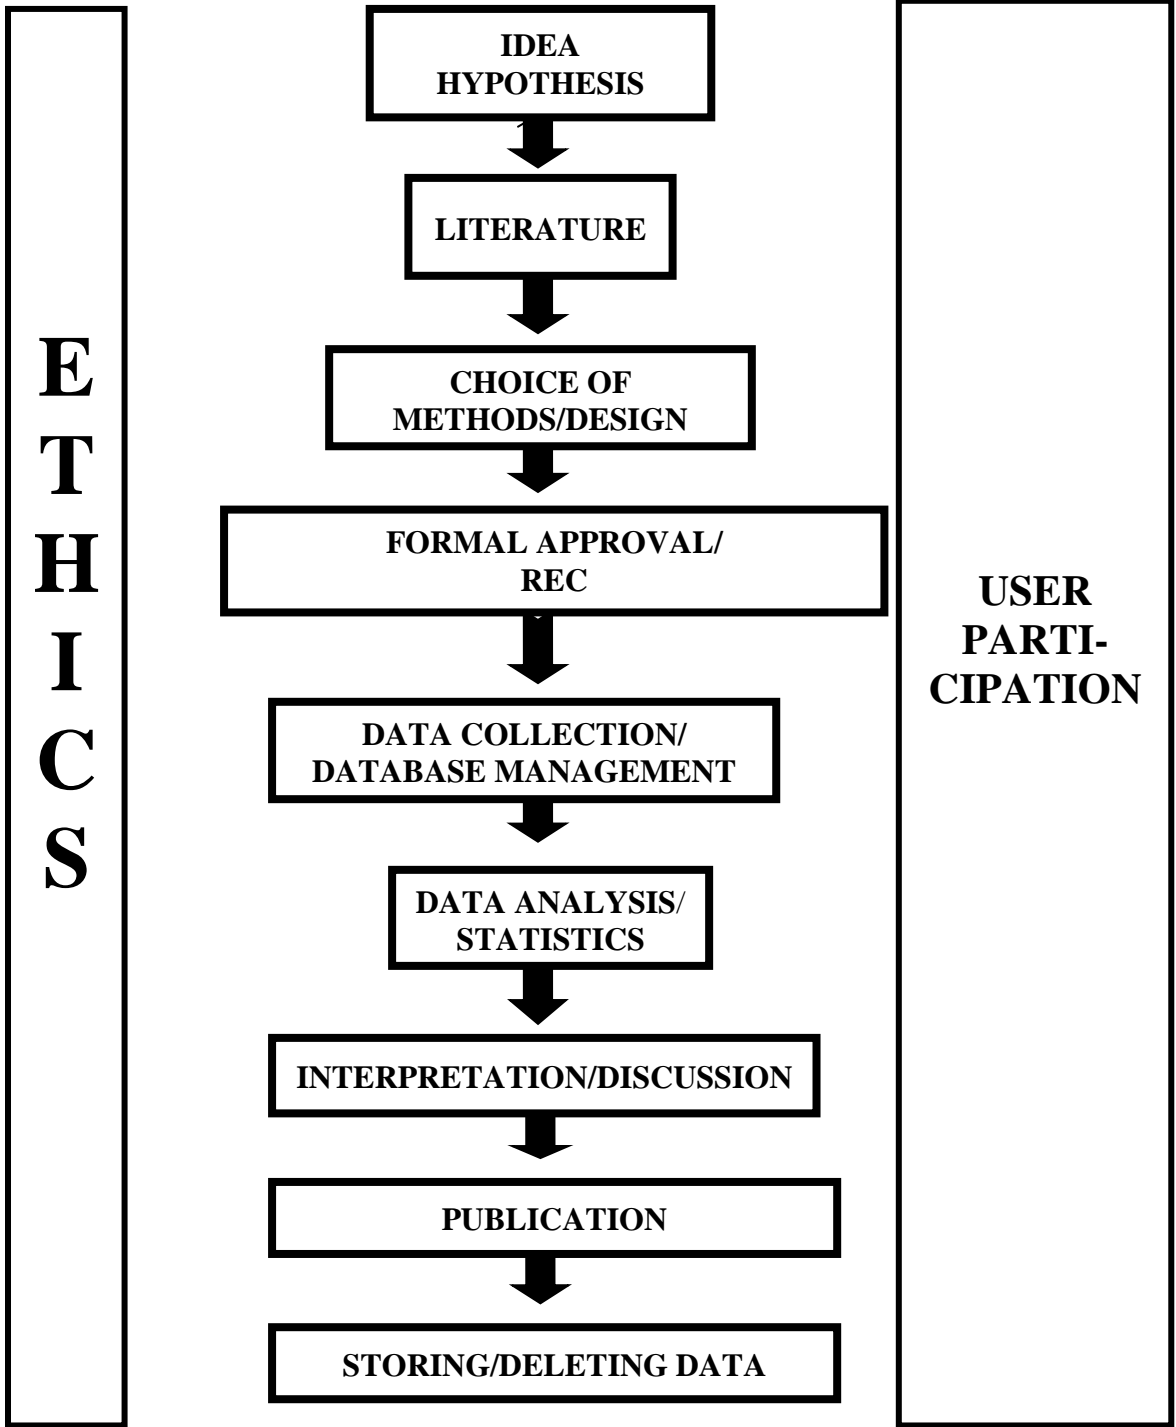 E
T
H
I
C
S
IDEA
HYPOTHESIS
LITERATURE
CHOICE OF
METHODS/DESIGN
FORMAL APPROVAL/
REC
DATA COLLECTION/
DATABASE MANAGEMENT
DATA ANALYSIS/
STATISTICS
INTERPRETATION/DISCUSSION
PUBLICATION
STORING/DELETING DATA
USER
PARTI-
CIPATION